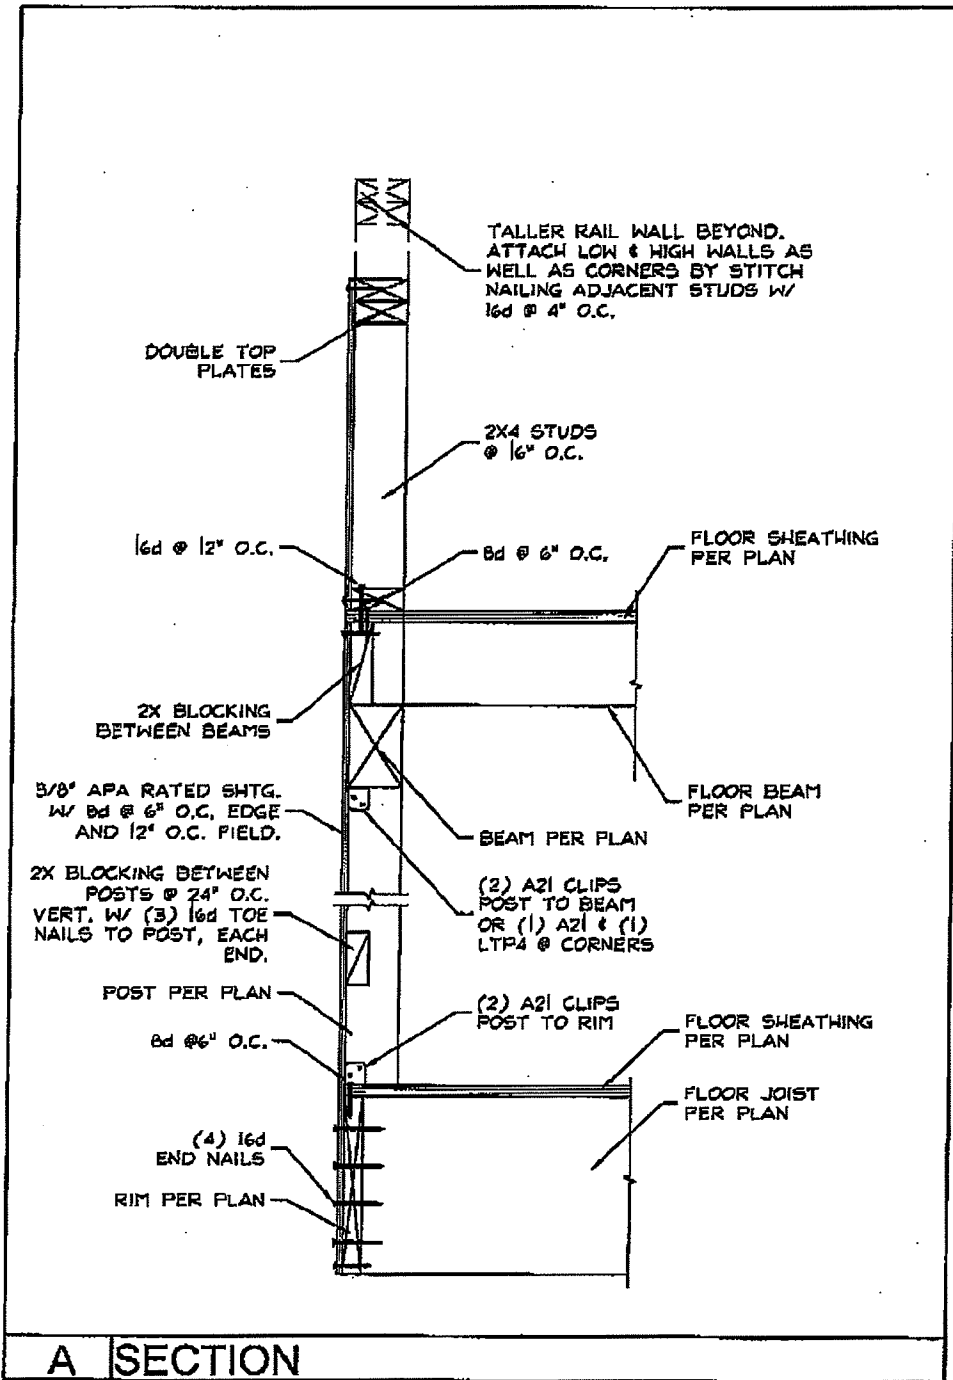 TALLER RAIL WALL BEYOND.
ATTACH LOW & HIGH WALLS AS
WELL AS CORNERS BY STITCH
NAILING ADJACENT STUDS W/
16d @ 4" O.C.
DOUBLE TOP
PLATES
2X4 STUDS
@ 16" O.C.
16d @ 12" O.C.
8d @ 6" O.C.
FLOOR SHEATHING
PER PLAN
2X BLOCKING
BETWEEN BEAMS
3/8" APA RATED SHTG.
W/ 8d @ 6" O.C. EDGE
AND 12" O.C. FIELD.
FLOOR BEAM
PER PLAN
BEAM PER PLAN
2X BLOCKING BETWEEN
POSTS @ 24" O.C.
VERT. W/ (3) 16d TOE
NAILS TO POST, EACH
END.
(2) A21 CLIPS
POST TO BEAM
OR (1) A21 & (1)
LTP4 @ CORNERS
POST PER PLAN
(2) A21 CLIPS
POST TO RIM
8d @6" O.C.
FLOOR SHEATHING
PER PLAN
FLOOR JOIST
PER PLAN
(4) 16d
END NAILS
RIM PER PLAN
A SECTION